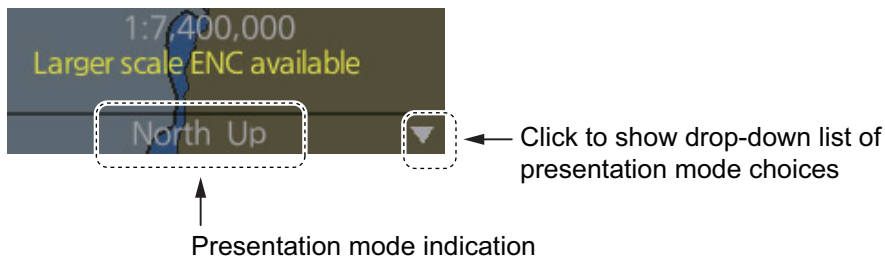 1:7,400,000
Larger scale ENC available
North Up
Click to show drop-down list of
presentation mode choices
Presentation mode indication